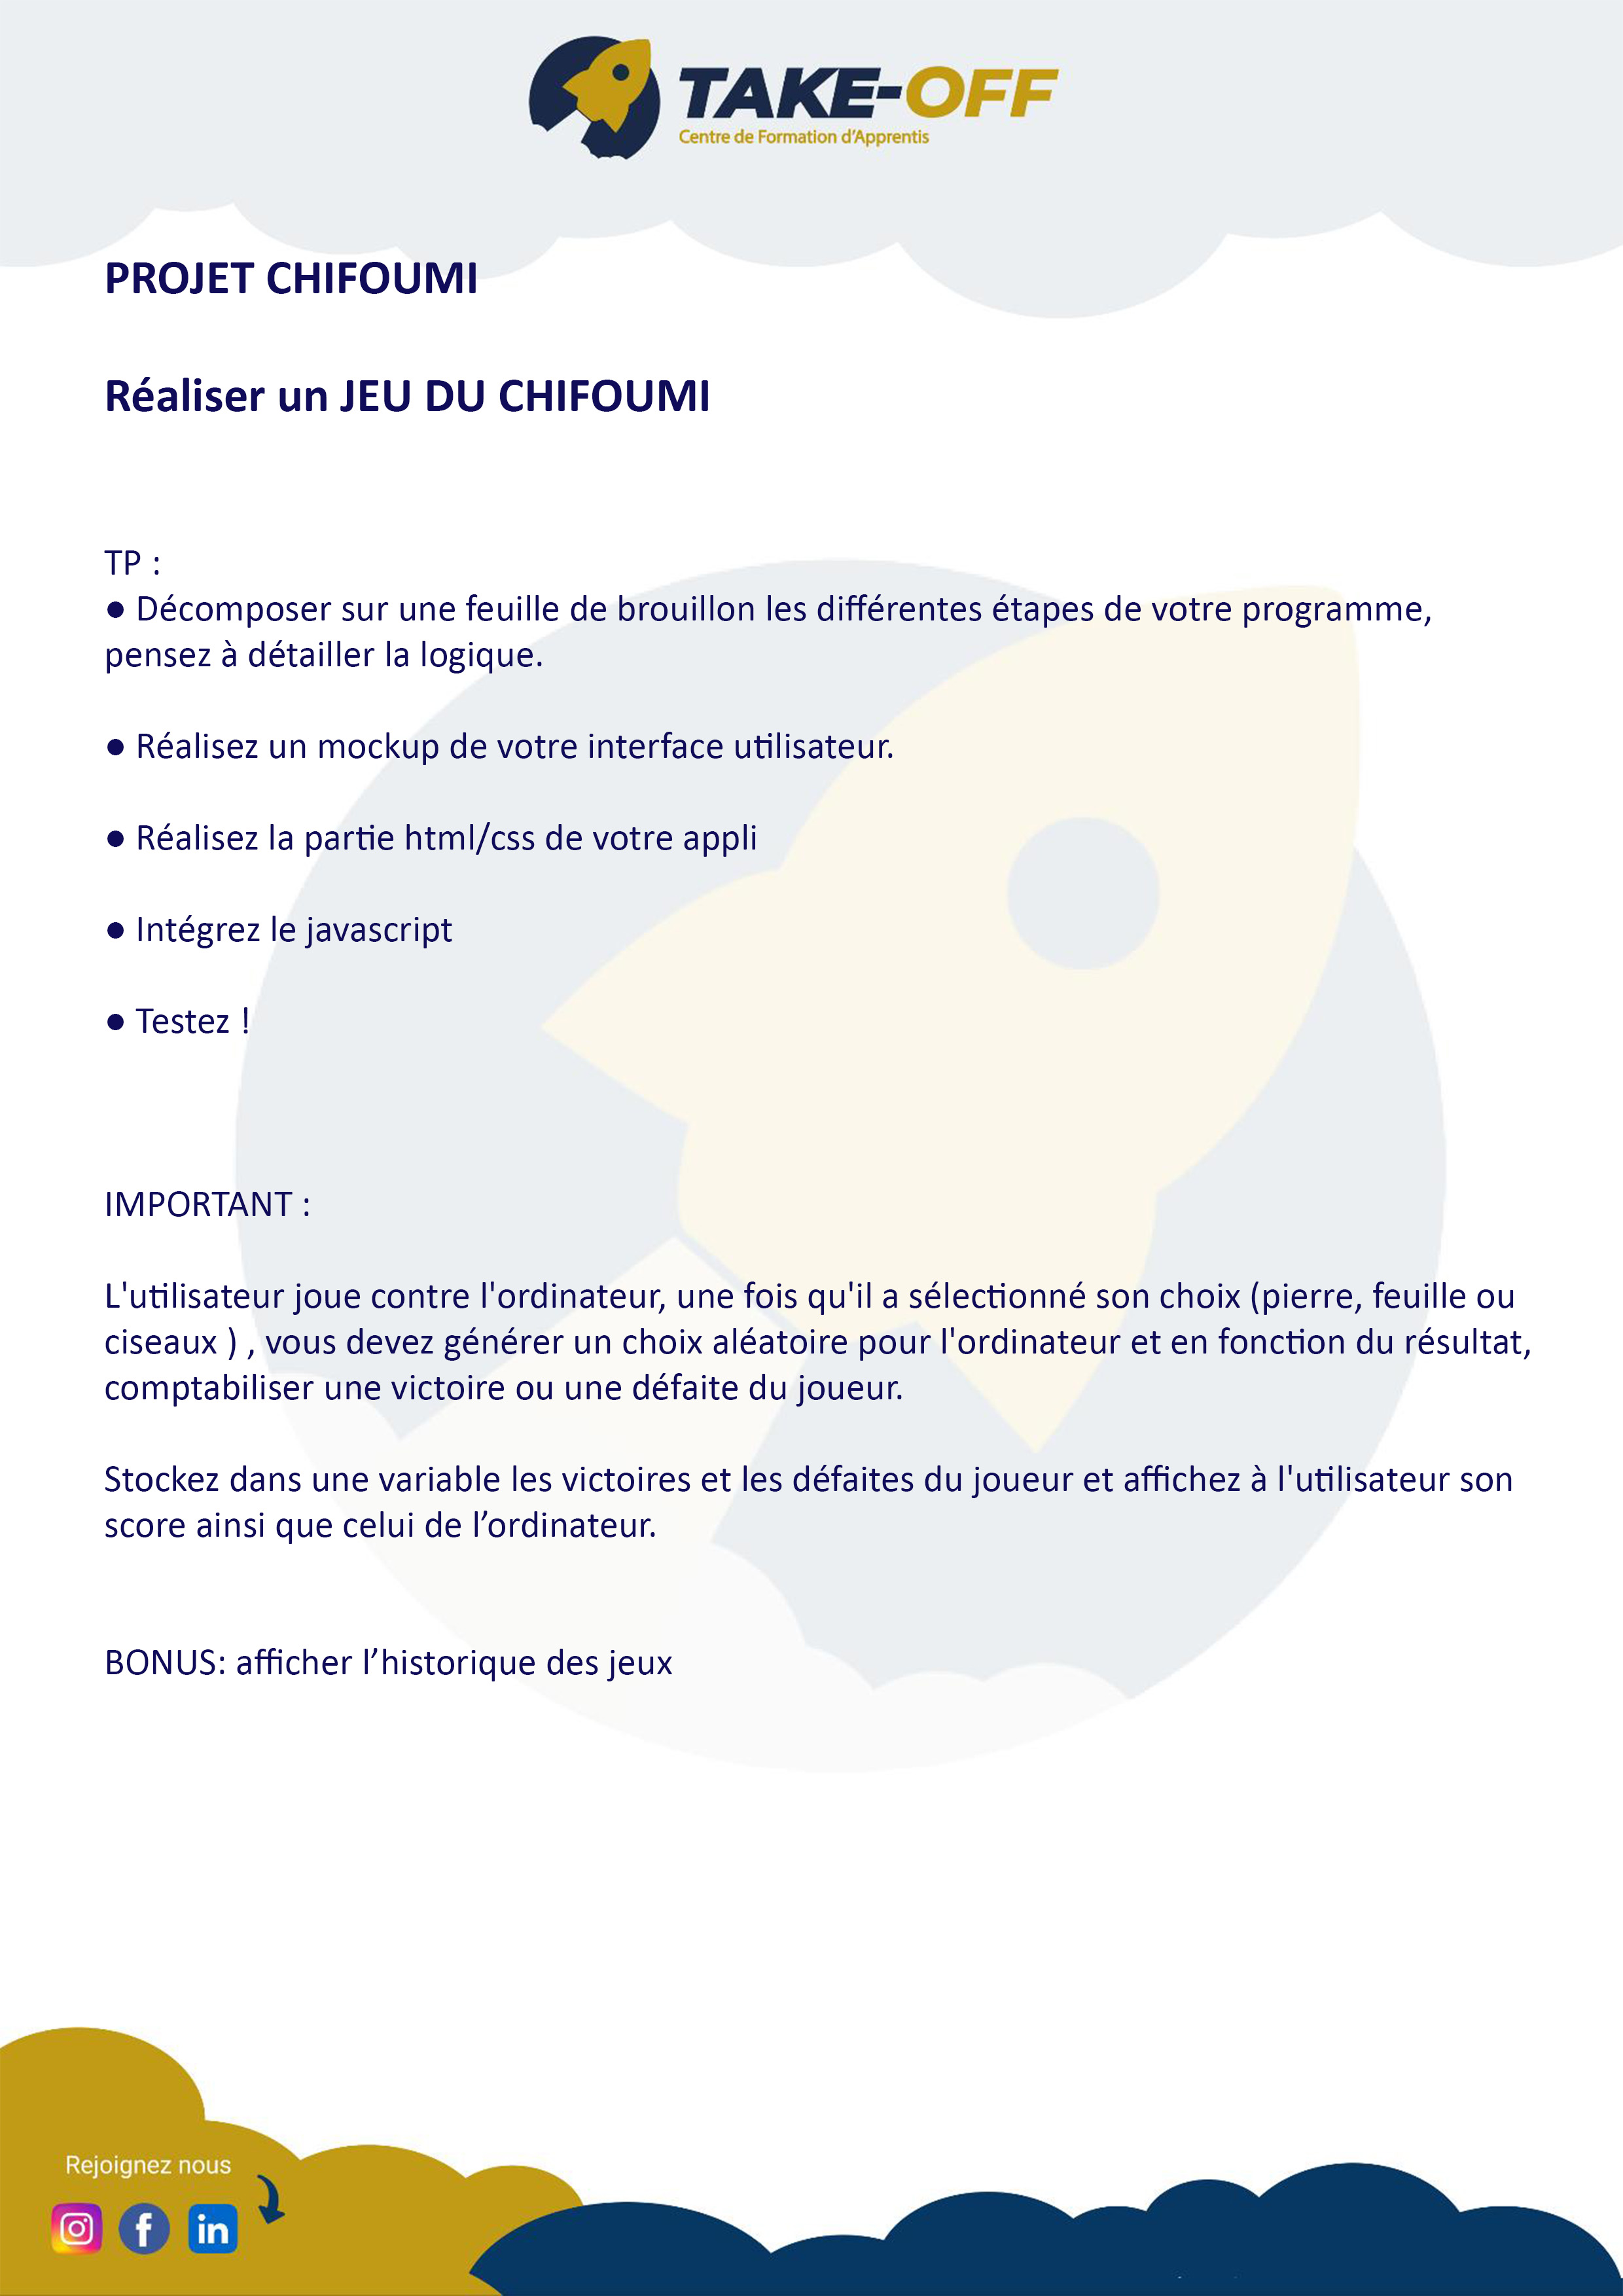 TAKE-OFF
Centre de Formation d'Apprentis
PROJET CHIFOUMI
Réaliser un JEU DU CHIFOUMI
TP :
● Décomposer sur une feuille de brouillon les différentes étapes de votre programme,
pensez à détailler la logique.
● Réalisez un mockup de votre interface utilisateur.
● Réalisez la partie html/css de votre appli
● Intégrez le javascript
● Testez !
IMPORTANT :
L'utilisateur joue contre l'ordinateur, une fois qu'il a sélectionné son choix (pierre, feuille ou
ciseaux ) , vous devez générer un choix aléatoire pour l'ordinateur et en fonction du résultat,
comptabiliser une victoire ou une défaite du joueur.
Stockez dans une variable les victoires et les défaites du joueur et affichez à l'utilisateur son
score ainsi que celui de l’ordinateur.
BONUS: afficher l’historique des jeux
Rejoignez nous
f
in